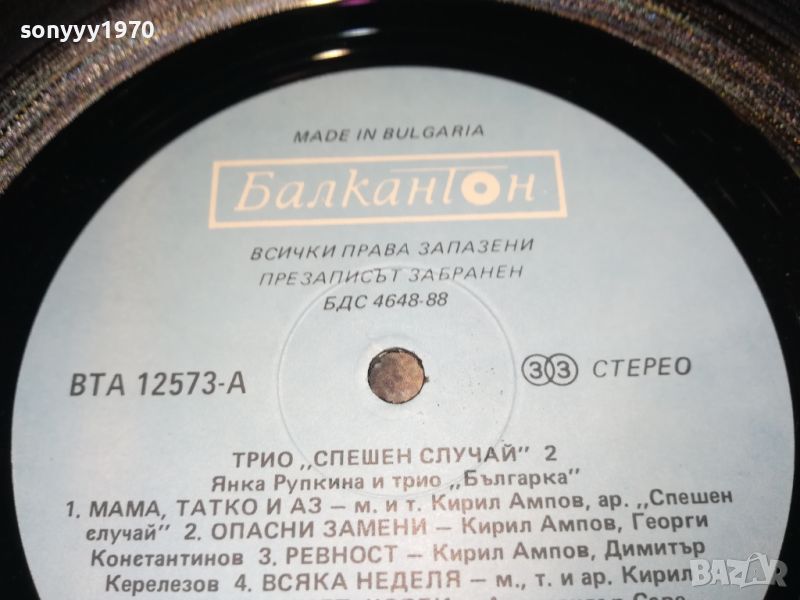 sonyyy1970
MADE IN BULGARIA
Балкантон
ВСИЧКИ ПРАВА ЗАПАЗЕНИ
ПРЕЗАПИСЪТ ЗАБРАНЕН
БДС 4648-88
ВТА 12573-А
33 СТЕРЕО
ТРИО „СПЕШЕН СЛУЧАЙ" 2
Янка Рупкина и трио „Българка"
1. МАМА, ТАТКО И АЗ – м. и т. Кирил Ампов, ар. „Спешен
случай" 2. ОПАСНИ ЗАМЕНИ – Кирил Ампов, Георги
Константинов 3. РЕВНОСТ – Кирил Ампов, Димитър
Керелезов 4. ВСЯКА НЕДЕЛЯ – м., т. и ар. Кирил
bazar